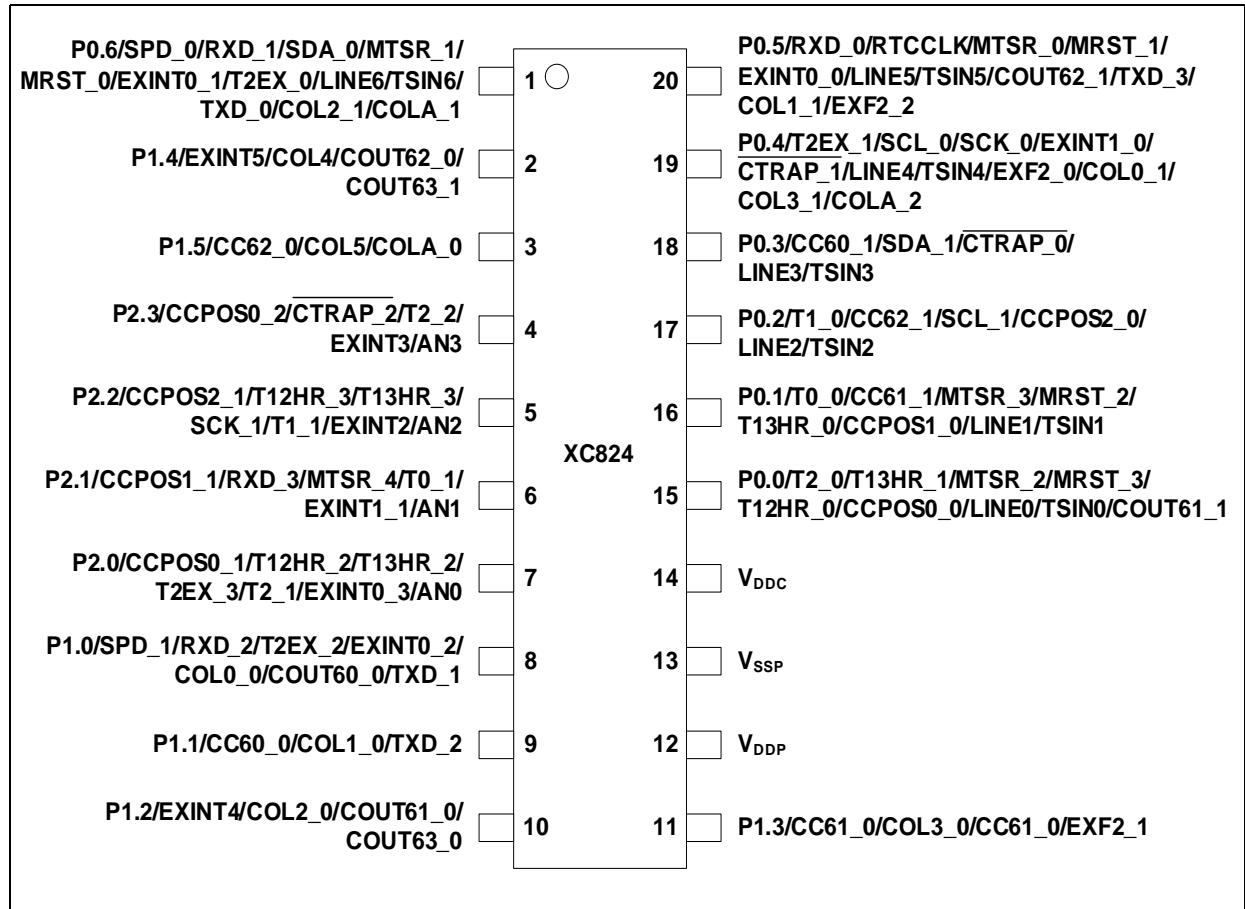 P0.6/SPD_0/RXD_1/SDA_0/MTSR_1/
MRST_0/EXINT0_1/T2EX_0/LINE6/TSIN6/
TXD_0/COL2_1/COLA_1
1
P1.4/EXINT5/COL4/COUT62_0/
COUT63_1
2
P1.5/CC62_0/COL5/COLA_0
3
P2.3/CCPOS0_2/CTRAP_2/T2_2/
EXINT3/AN3
4
P2.2/CCPOS2_1/T12HR_3/T13HR_3/
SCK_1/T1_1/EXINT2/AN2
5
P2.1/CCPOS1_1/RXD_3/MTSR_4/T0_1/
EXINT1_1/AN1
6
P2.0/CCPOS0_1/T12HR_2/T13HR_2/
T2EX_3/T2_1/EXINT0_3/AN0
7
P1.0/SPD_1/RXD_2/T2EX_2/EXINT0_2/
COL0_0/COUT60_0/TXD_1
8
P1.1/CC60_0/COL1_0/TXD_2
9
P1.2/EXINT4/COL2_0/COUT61_0/
COUT63_0
10
XC824
20
P0.5/RXD_0/RTCCLK/MTSR_0/MRST_1/
EXINT0_0/LINE5/TSIN5/COUT62_1/TXD_3/
COL1_1/EXF2_2
19
P0.4/T2EX_1/SCL_0/SCK_0/EXINT1_0/
CTRAP_1/LINE4/TSIN4/EXF2_0/COL0_1/
COL3_1/COLA_2
18
P0.3/CC60_1/SDA_1/CTRAP_0/
LINE3/TSIN3
17
P0.2/T1_0/CC62_1/SCL_1/CCPOS2_0/
LINE2/TSIN2
16
P0.1/T0_0/CC61_1/MTSR_3/MRST_2/
T13HR_0/CCPOS1_0/LINE1/TSIN1
15
P0.0/T2_0/T13HR_1/MTSR_2/MRST_3/
T12HR_0/CCPOS0_0/LINE0/TSIN0/COUT61_1
14
VDDC
13
VSSP
12
VDDP
11
P1.3/CC61_0/COL3_0/CC61_0/EXF2_1